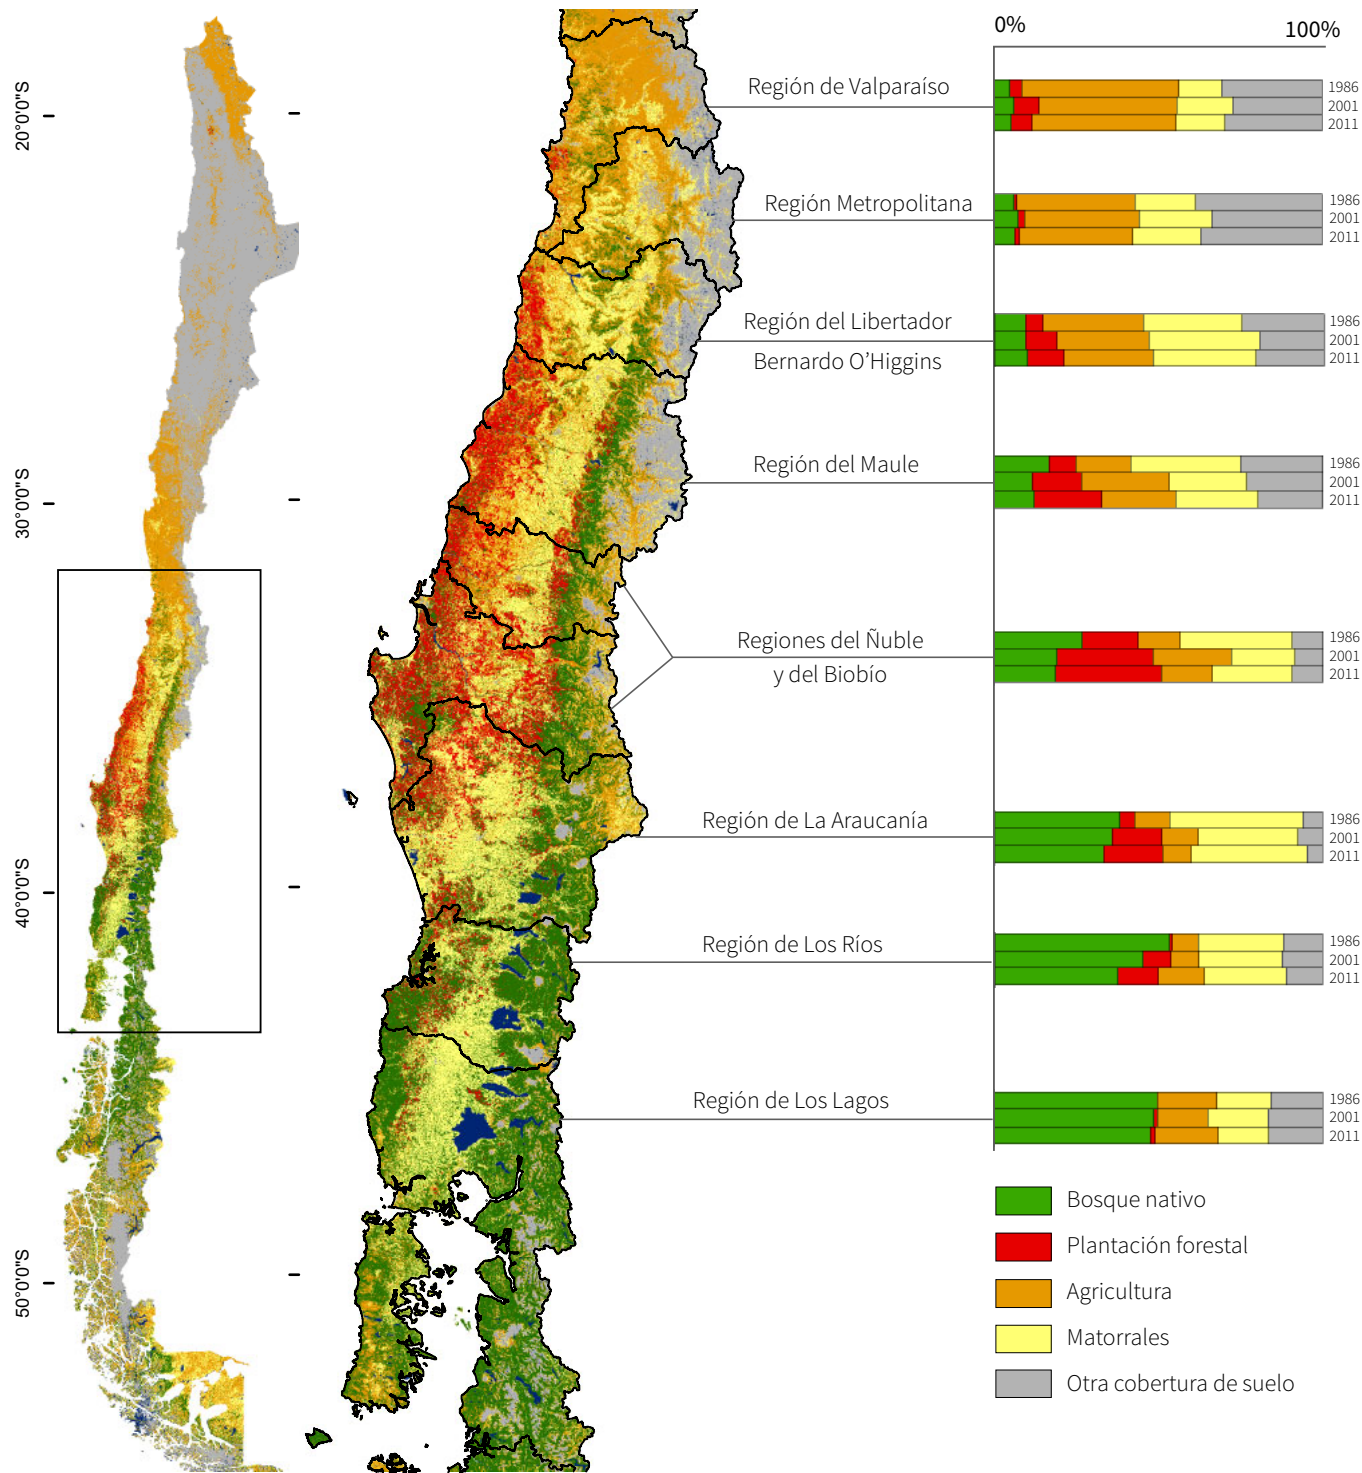 0%
100%
20°0'0"S
30°0'0"S
40°0'0"S
50°0'0"S
Región de Valparaíso
1986
2001
2011
Región Metropolitana
1986
2001
2011
Región del Libertador
Bernardo O’Higgins
1986
2001
2011
Región del Maule
1986
2001
2011
Regiones del Ñuble
y del Biobío
1986
2001
2011
Región de La Araucanía
1986
2001
2011
Región de Los Ríos
1986
2001
2011
Región de Los Lagos
1986
2001
2011
Bosque nativo
Plantación forestal
Agricultura
Matorrales
Otra cobertura de suelo